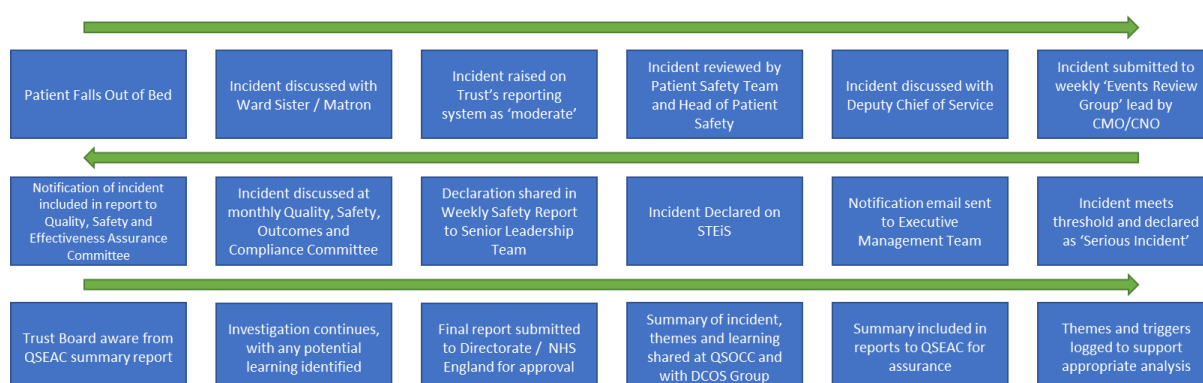 Patient Falls Out of Bed
Incident discussed with
Ward Sister / Matron
Incident raised on
Trust's reporting
system as 'moderate'
Incident reviewed by
Patient Safety Team
and Head of Patient
Safety
Incident discussed with
Deputy Chief of Service
Incident submitted to
weekly 'Events Review
Group' lead by
CMO/CNO
Notification of incident
included in report to
Quality, Safety and
Effectiveness Assurance
Committee
Incident discussed at
monthly Quality, Safety,
Outcomes and
Compliance Committee
Declaration shared in
Weekly Safety Report
to Senior Leadership
Team
Incident Declared on
STEiS
Notification email sent
to Executive
Management Team
Incident meets
threshold and declared
as 'Serious Incident'
Trust Board aware from
QSEAC summary report
Investigation continues,
with any potential
learning identified
Final report submitted
to Directorate / NHS
England for approval
Summary of incident,
themes and learning
shared at QSOCC and
with DCOS Group
Summary included in
reports to QSEAC for
assurance
Themes and triggers
logged to support
appropriate analysis